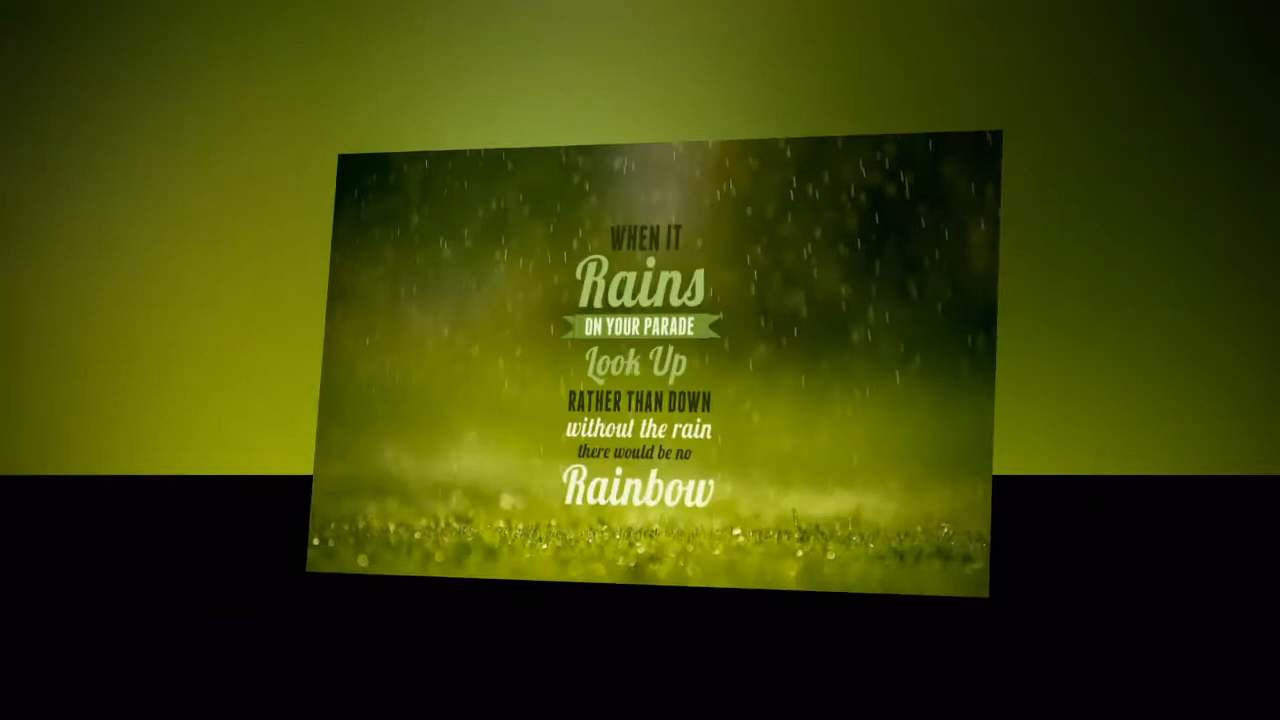 WHEN IT
Rains
ON YOUR PARADE
Look Up
RATHER THAN DOWN
without the rain
there would be no
Rainbow